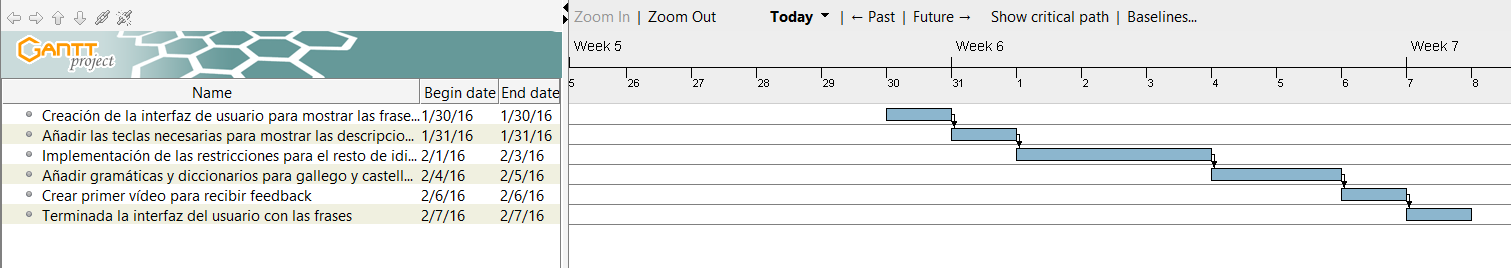 Zoom In | Zoom Out Today | ← Past | Future → Show critical path | Baselines...
GANTT project
Week 5 Week 6 Week 7
5 26 27 28 29 30 31 1 2 3 4 5 6 7 8
Name Begin date End date
Creación de la interfaz de usuario para mostrar las frase... 1/30/16 1/30/16
Añadir las teclas necesarias para mostrar las descripcio... 1/31/16 1/31/16
Implementación de las restricciones para el resto de idi... 2/1/16 2/3/16
Añadir gramáticas y diccionarios para gallego y castell... 2/4/16 2/5/16
Crear primer vídeo para recibir feedback 2/6/16 2/6/16
Terminada la interfaz del usuario con las frases 2/7/16 2/7/16